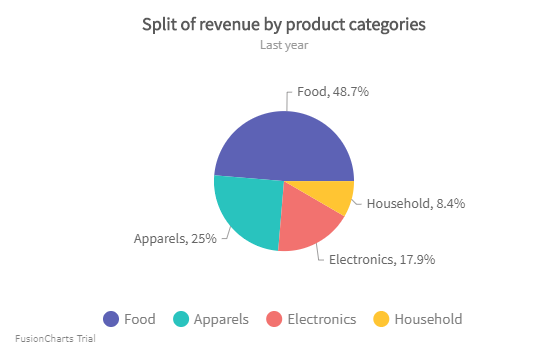 Split of revenue by product categories
Last year
Food, 48.7%
Household, 8.4%
Apparels, 25%
Electronics, 17.9%
Food Apparels Electronics Household
FusionCharts Trial